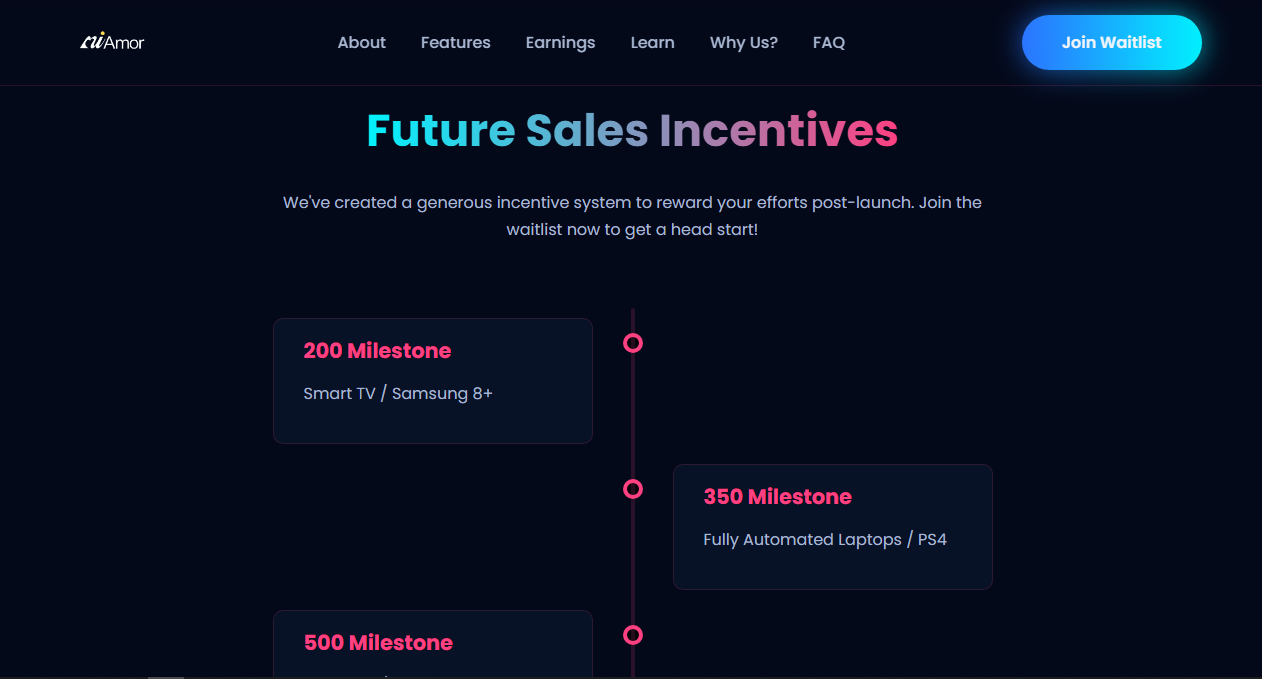 Amor
About Features Earnings Learn Why Us? FAQ
Join Waitlist
Future Sales Incentives
We've created a generous incentive system to reward your efforts post-launch. Join the
waitlist now to get a head start!
200 Milestone
Smart TV / Samsung 8+
350 Milestone
Fully Automated Laptops / PS4
500 Milestone